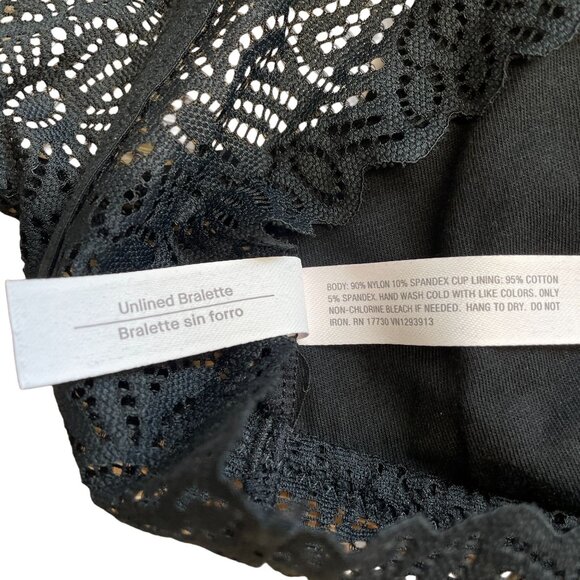 Unlined Bralette
Bralette sin forro
BODY: 90% NYLON 10% SPANDEX CUP LINING: 95% COTTON
5% SPANDEX. HAND WASH COLD WITH LIKE COLORS. ONLY
NON-CHLORINE BLEACH IF NEEDED. HANG TO DRY. DO NOT
IRON. RN 17730 VN1293913